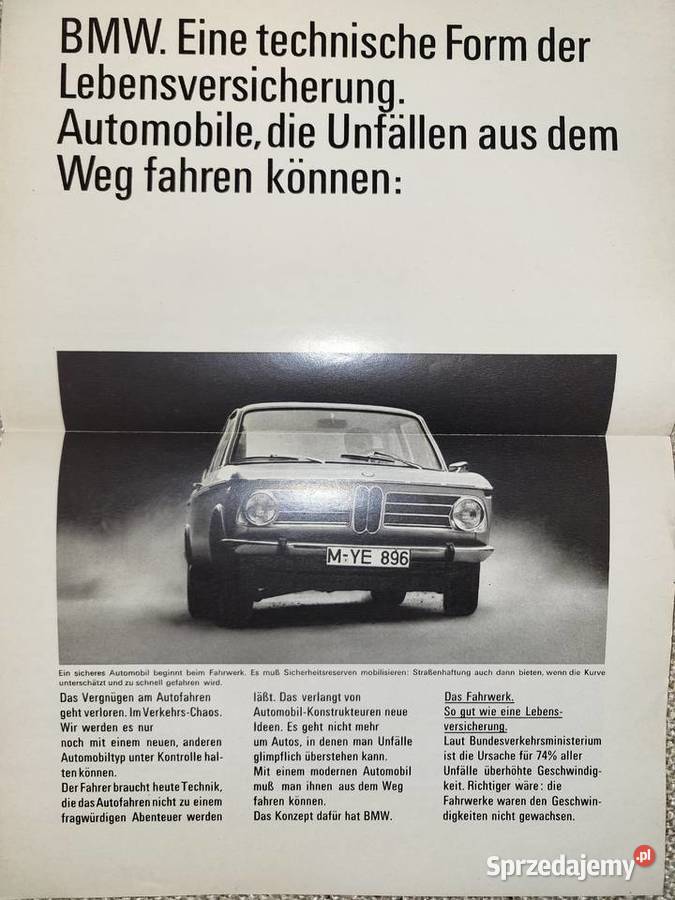 BMW. Eine technische Form der
Lebensversicherung.
Automobile, die Unfällen aus dem
Weg fahren können:
M-YE 896
Ein sicheres Automobil beginnt beim Fahrwerk. Es muß Sicherheitsreserven mobilisieren: Straßenhaftung auch dann bieten, wenn die Kurve
unterschätzt und zu schnell gefahren wird.
Das Vergnügen am Autofahren
geht verloren. Im Verkehrs-Chaos.
Wir werden es nur
noch mit einem neuen, anderen
Automobiltyp unter Kontrolle hal-
ten können.
Der Fahrer braucht heute Technik,
die das Autofahren nicht zu einem
fragwürdigen Abenteuer werden
läßt. Das verlangt von
Automobil-Konstrukteuren neue
Ideen. Es geht nicht mehr
um Autos, in denen man Unfälle
glimpflich überstehen kann.
Mit einem modernen Automobil
muß man ihnen aus dem Weg
fahren können.
Das Konzept dafür hat BMW.
Das Fahrwerk.
So gut wie eine Lebens-
versicherung.
Laut Bundesverkehrsministerium
ist die Ursache für 74% aller
Unfälle überhöhte Geschwindig-
keit. Richtiger wäre: die
Fahrwerke waren den Geschwin-
digkeiten nicht gewachsen.
Sprzedajemy.pl